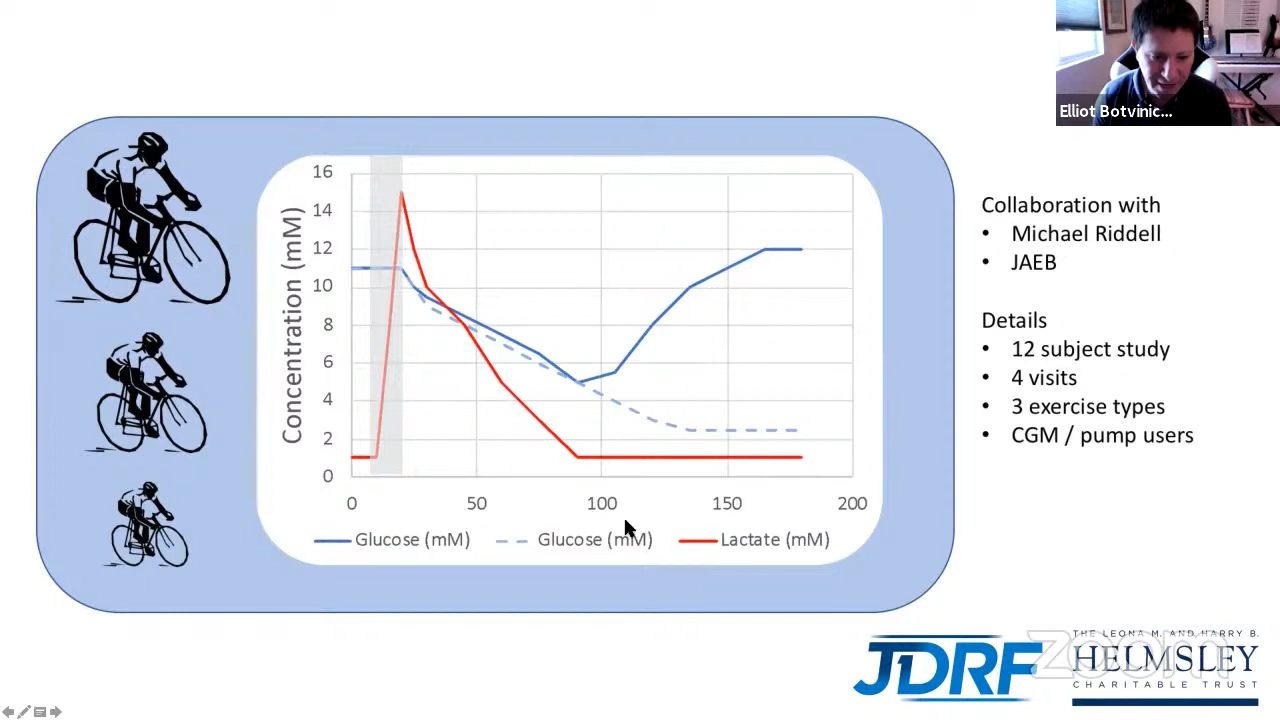 Elliot Botvinic...
16
14
12
10
8
6
4
2
0
Concentration (mM)
0 50 100 150 200
Glucose (mM) Glucose (mM) Lactate (mM)
Collaboration with
• Michael Riddell
• JAEB
Details
• 12 subject study
• 4 visits
• 3 exercise types
• CGM / pump users
JDRF
zoom
THE LEONA M. AND HARRY B.
HELMSLEY
CHARITABLE TRUST